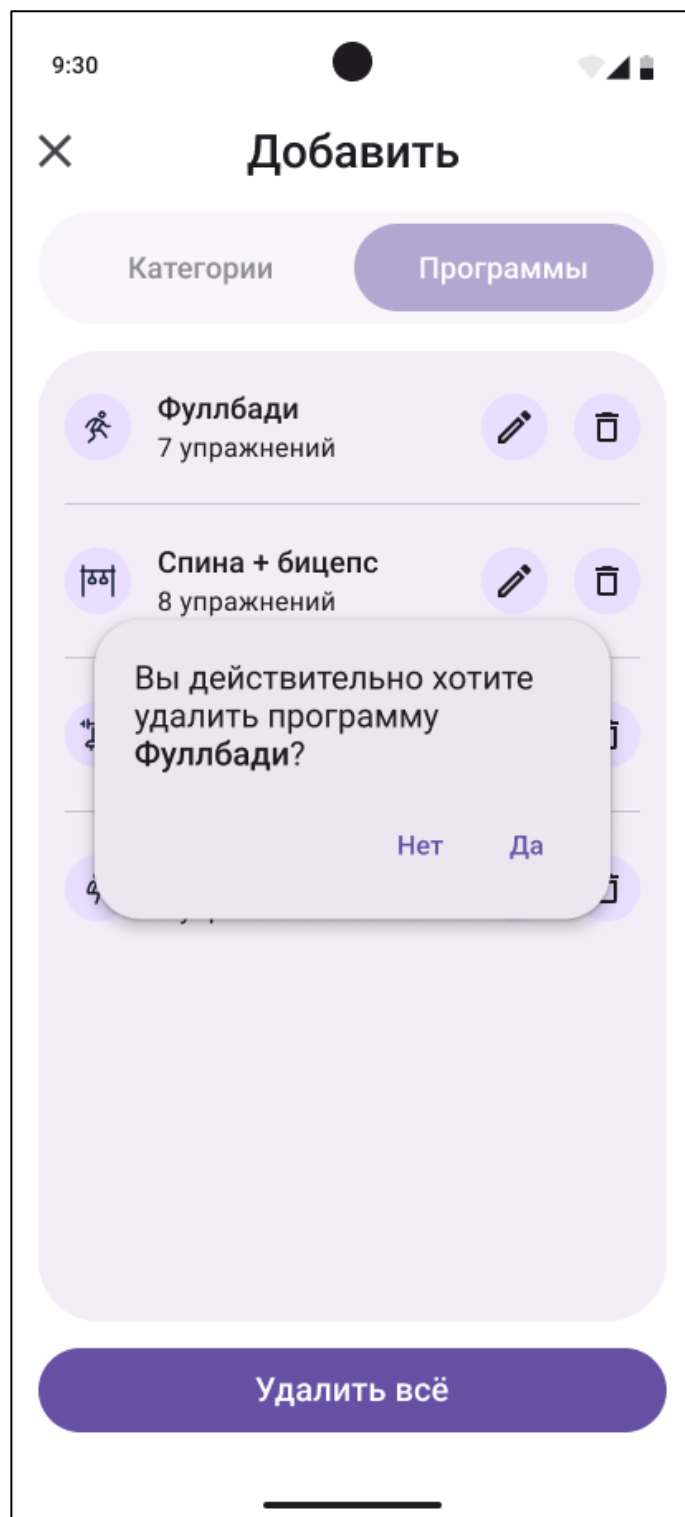 9:30
Добавить
Категории
Программы
Фуллбади
7 упражнений
Спина + бицепс
8 упражнений
Вы действительно хотите
удалить программу
Фуллбади?
Нет
Да
Удалить всё